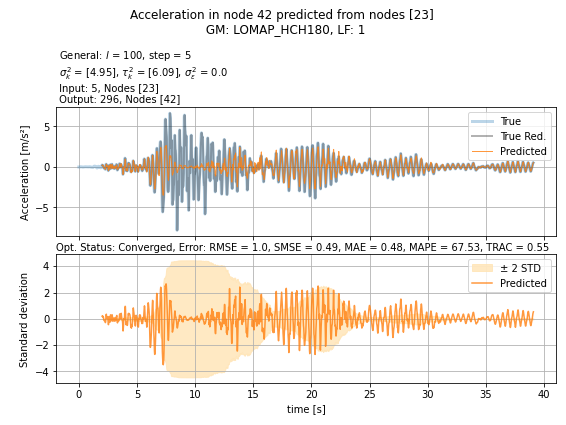 Acceleration in node 42 predicted from nodes [23]
GM: LOMAP_HCH180, LF: 1
General: l = 100, step = 5
σ²ₖ = [4.95], τ²ₖ = [6.09], σ²ε = 0.0
Input: 5, Nodes [23]
Output: 296, Nodes [42]
Acceleration [m/s²]
5
0
−5
True
True Red.
Predicted
Opt. Status: Converged, Error: RMSE = 1.0, SMSE = 0.49, MAE = 0.48, MAPE = 67.53, TRAC = 0.55
Standard deviation
4
2
0
−2
−4
± 2 STD
Predicted
0 5 10 15 20 25 30 35 40
time [s]